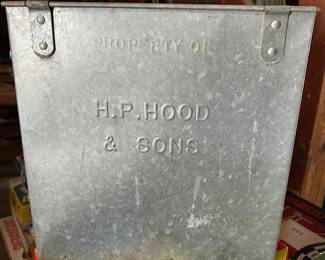 PROPERTY OF
H.P. HOOD
& SONS